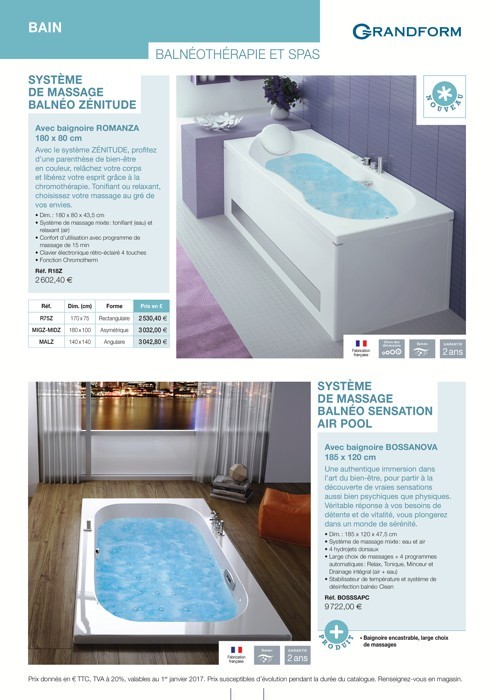 BAIN
GRANDFORM
BALNÉOTHÉRAPIE ET SPAS
SYSTÈME
DE MASSAGE
BALNÉO ZÉNITUDE
Avec baignoire ROMANZA
180 x 80 cm
Avec le système ZÉNITUDE, profitez
d'une parenthèse de bien-être
en couleur, relâchez votre corps
et libérez votre esprit grâce à la
chromothérapie. Tonifiant ou relaxant,
choisissez votre massage au gré de
vos envies.
• Dim.: 180 x 80 x 43,5 cm
• Système de massage mixte: tonifiant (eau) et
relaxant (air)
• Confort d'utilisation avec programme de
massage de 15 min
• Clavier électronique rétro-éclairé 4 touches
• Fonction Chromotherm
Réf. R18Z
2 602,40 €
NOUVEAU
Réf. Dim. (cm) Forme Prix en €
R75Z 170 x 75 Rectangulaire 2 530,40 €
MIGZ-MIDZ 180 x 100 Asymétrique 3 032,00 €
MALZ 140 x 140 Angulaire 3 042,80 €
Fabrication
française
GARANTIE
2 ans
SYSTÈME
DE MASSAGE
BALNÉO SENSATION
AIR POOL
Avec baignoire BOSSANOVA
185 x 120 cm
Une authentique immersion dans
l'art du bien-être, pour partir à la
découverte de vraies sensations
aussi bien psychiques que physiques.
Véritable réponse à vos besoins de
détente et de vitalité, vous plongerez
dans un monde de sérénité.
• Dim.: 185 x 120 x 47,5 cm
• Système de massage mixte: eau et air
• 4 hydrojets dorsaux
• Large choix de massages + 4 programmes
automatiques: Relax, Tonique, Minceur et
Drainage intégral (air + eau)
• Stabilisateur de température et système de
désinfection balnéo Clean
Réf. BOSSSAPC
9 722,00 €
PRODUIT
• Baignoire encastrable, large choix
de massages
Fabrication
française
GARANTIE
2 ans
Prix donnés en € TTC, TVA à 20%, valables au 1er janvier 2017. Prix susceptibles d'évolution pendant la durée du catalogue. Renseignez-vous en magasin.